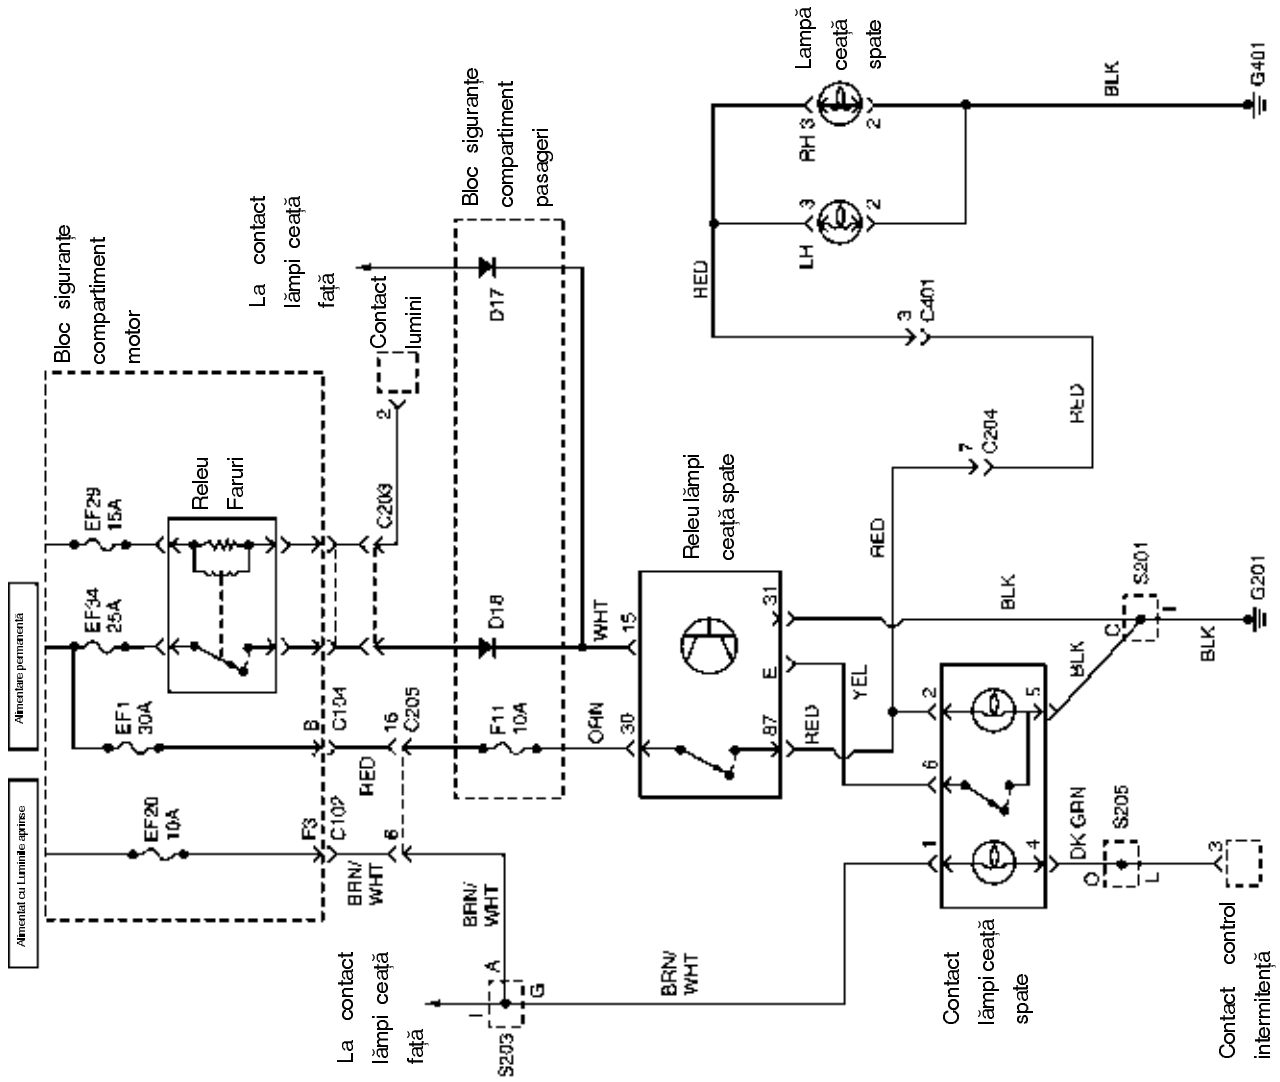 Alimentare permanentă
Alimentat cu Luminile aprinse
Bloc siguranțe
compartiment
motor
EF29
15A
EF34
25A
EF1
30A
EF20
10A
Releu
Faruri
La contact
lămpi ceață
față
Contact
lumini
2
C203
B
C104
F3
C102
RED
16
C205
BRN/
WHT
6
Bloc siguranțe
compartiment
pasageri
D17
D18
F11
10A
BRN/
WHT
La contact
lămpi ceață
față
A
I
G
S203
WHT
15
ORN
30
Releu lămpi
ceață spate
31
E
87
RED
YEL
BRN/
WHT
RED
RED
3
C401
7
C204
RED
Lampă
ceață
spate
RH
3
2
LH
3
2
BLK
G401
BLK
S201
C
I
BLK
BLK
G201
2
5
6
1
4
Contact
lămpi ceață
spate
DK GRN
S205
O
L
3
Contact control
intermitență